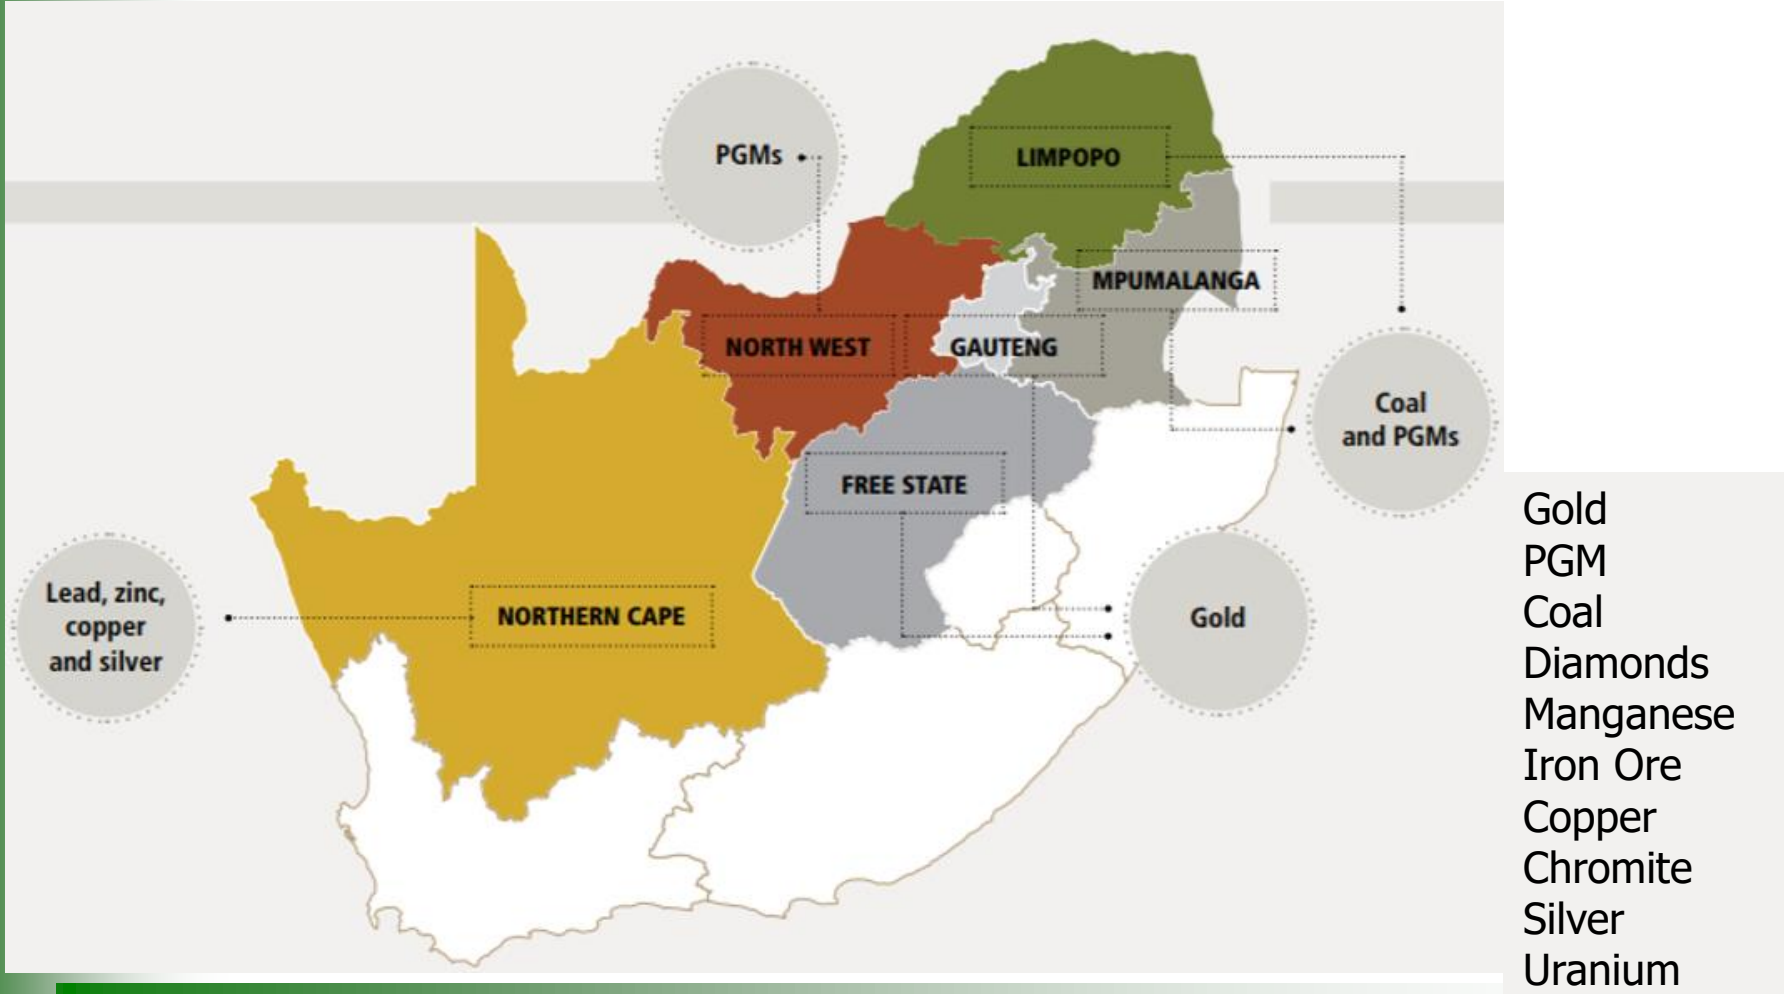 PGMs
LIMPOPO
MPUMALANGA
NORTH WEST
GAUTENG
Coal
and PGMs
FREE STATE
Lead, zinc,
copper
and silver
NORTHERN CAPE
Gold
Gold
PGM
Coal
Diamonds
Manganese
Iron Ore
Copper
Chromite
Silver
Uranium